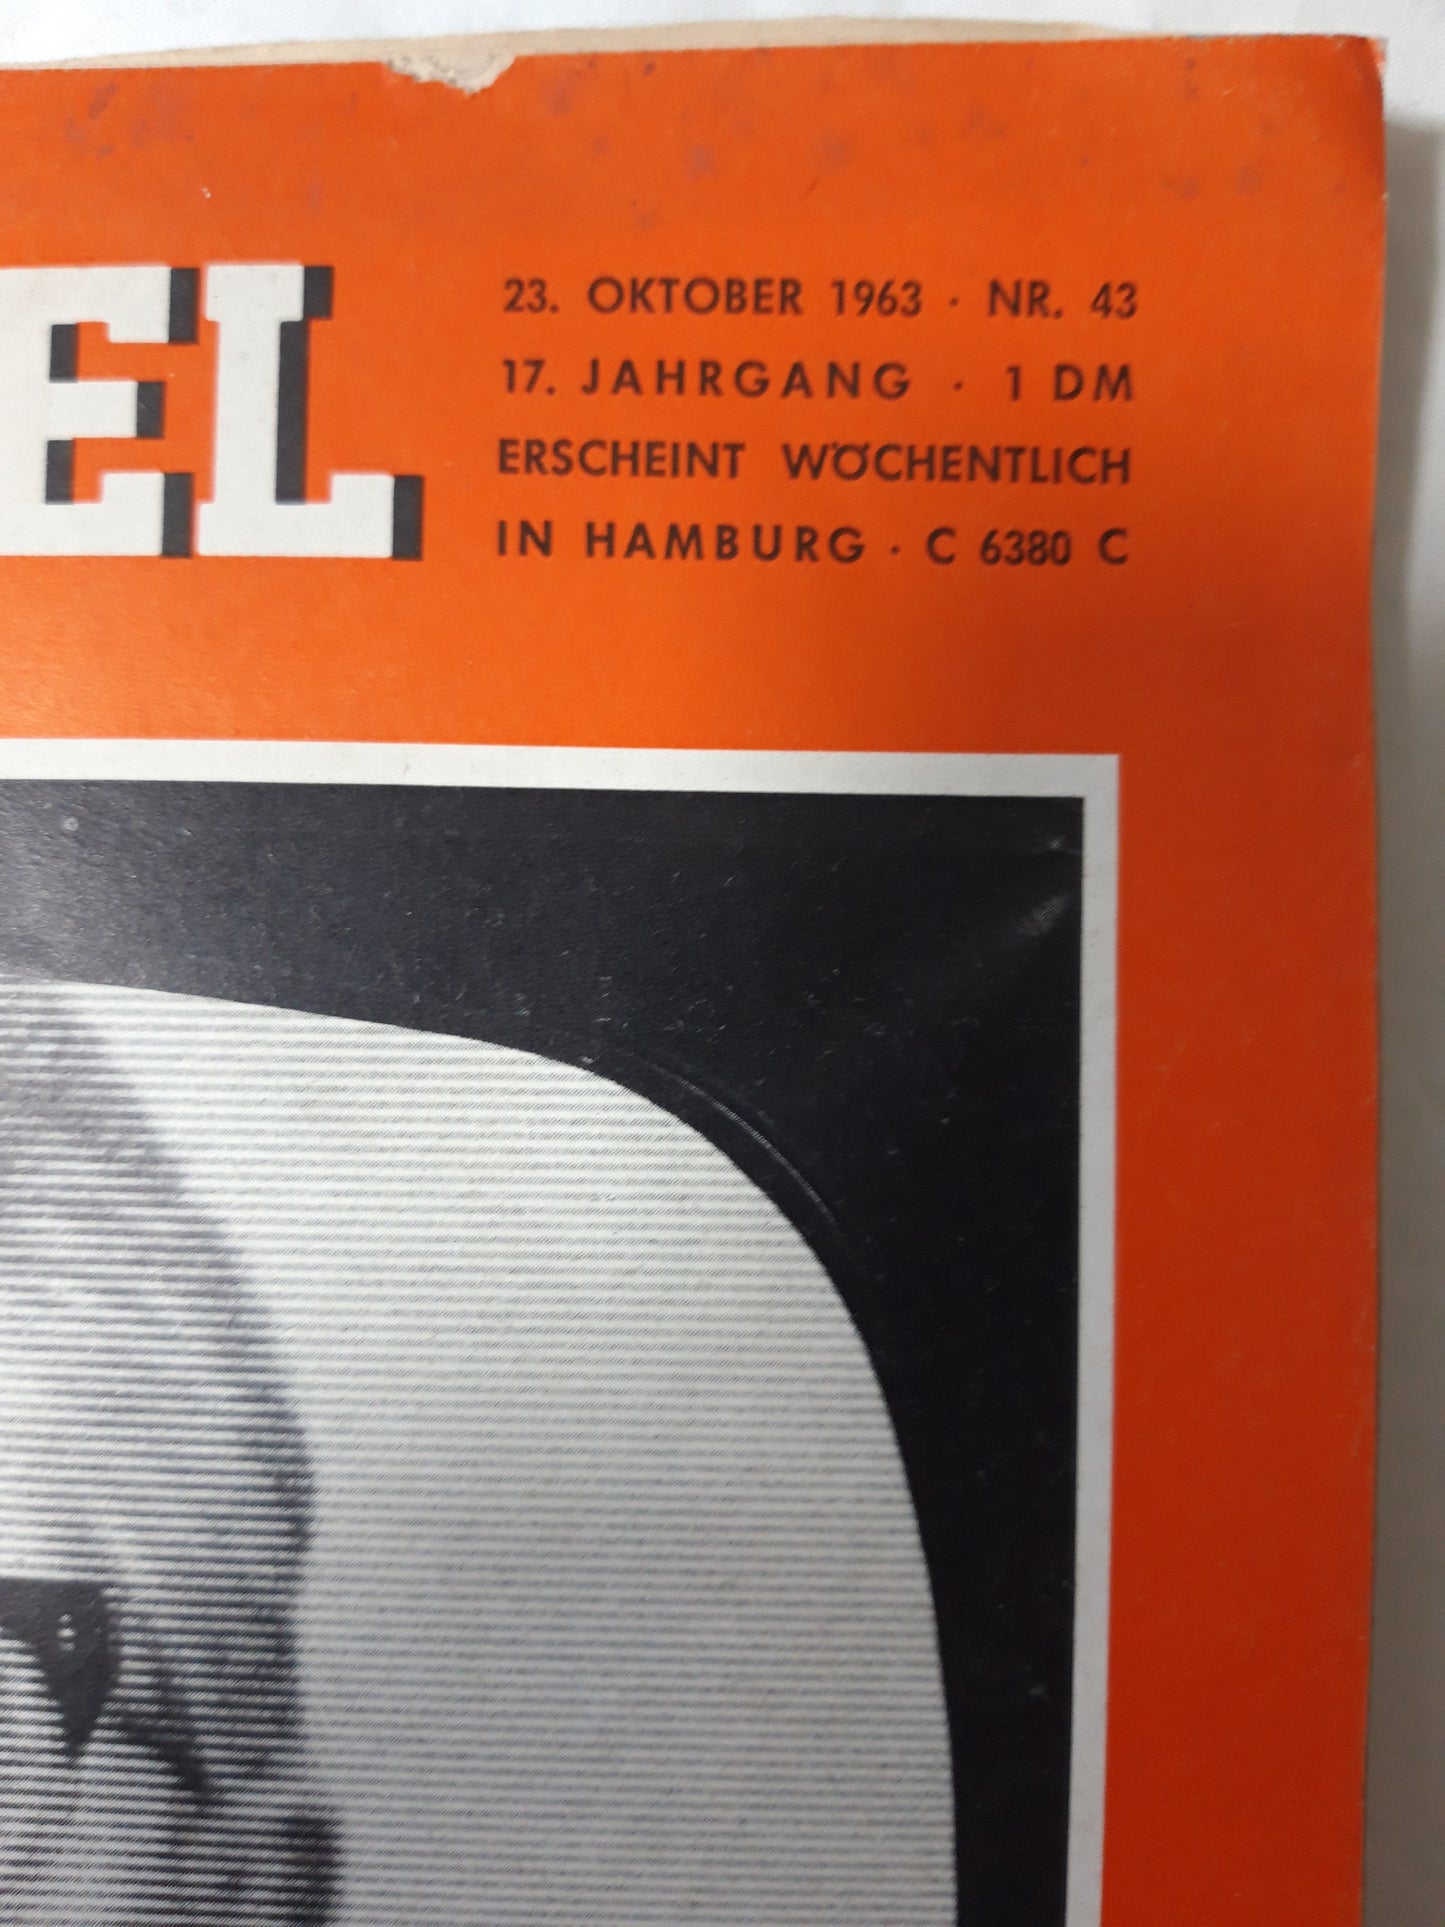 EL
23. OKTOBER 1963 · NR. 43
17. JAHRGANG · 1 DM
ERSCHEINT WÖCHENTLICH
IN HAMBURG · C 6380 C